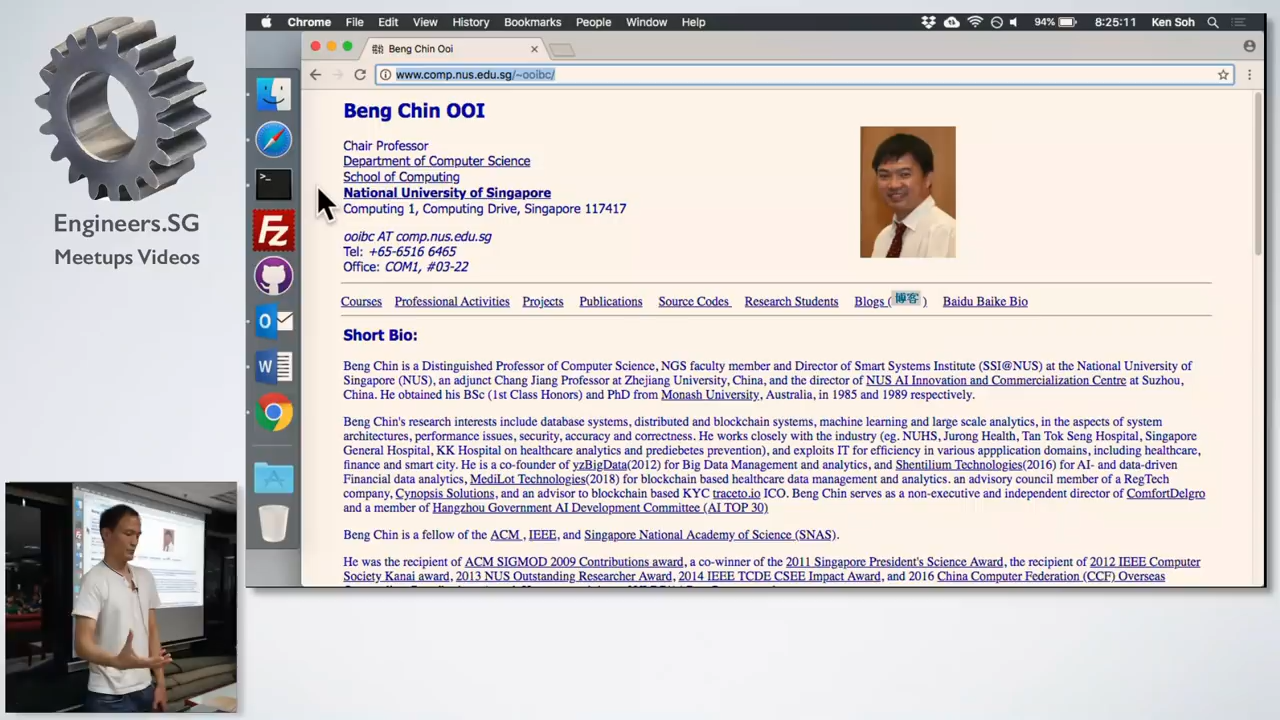 Chrome File Edit View History Bookmarks People Window Help 94% 8:25:11 Ken Soh
Beng Chin Ooi
www.comp.nus.edu.sg/~ooibc/
Engineers.SG
Meetups Videos
Beng Chin OOI
Chair Professor
Department of Computer Science
School of Computing
National University of Singapore
Computing 1, Computing Drive, Singapore 117417
ooibc AT comp.nus.edu.sg
Tel: +65-6516 6465
Office: COM1, #03-22
Courses Professional Activities Projects Publications Source Codes Research Students Blogs (博客) Baidu Baike Bio
Short Bio:
Beng Chin is a Distinguished Professor of Computer Science, NGS faculty member and Director of Smart Systems Institute (SSI@NUS) at the National University of
Singapore (NUS), an adjunct Chang Jiang Professor at Zhejiang University, China, and the director of NUS AI Innovation and Commercialization Centre at Suzhou,
China. He obtained his BSc (1st Class Honors) and PhD from Monash University, Australia, in 1985 and 1989 respectively.
Beng Chin's research interests include database systems, distributed and blockchain systems, machine learning and large scale analytics, in the aspects of system
architectures, performance issues, security, accuracy and correctness. He works closely with the industry (eg. NUHS, Jurong Health, Tan Tok Seng Hospital, Singapore
General Hospital, KK Hospital on healthcare analytics and prediebetes prevention), and exploits IT for efficiency in various appplication domains, including healthcare,
finance and smart city. He is a co-founder of yzBigData(2012) for Big Data Management and analytics, and Shentilium Technologies(2016) for AI- and data-driven
Financial data analytics, MediLot Technologies(2018) for blockchain based healthcare data management and analytics. an advisory council member of a RegTech
company, Cynopsis Solutions, and an advisor to blockchain based KYC traceto.io ICO. Beng Chin serves as a non-executive and independent director of ComfortDelgro
and a member of Hangzhou Government AI Development Committee (AI TOP 30)
Beng Chin is a fellow of the ACM , IEEE, and Singapore National Academy of Science (SNAS).
He was the recipient of ACM SIGMOD 2009 Contributions award, a co-winner of the 2011 Singapore President's Science Award, the recipient of 2012 IEEE Computer
Society Kanai award, 2013 NUS Outstanding Researcher Award, 2014 IEEE TCDE CSEE Impact Award, and 2016 China Computer Federation (CCF) Overseas